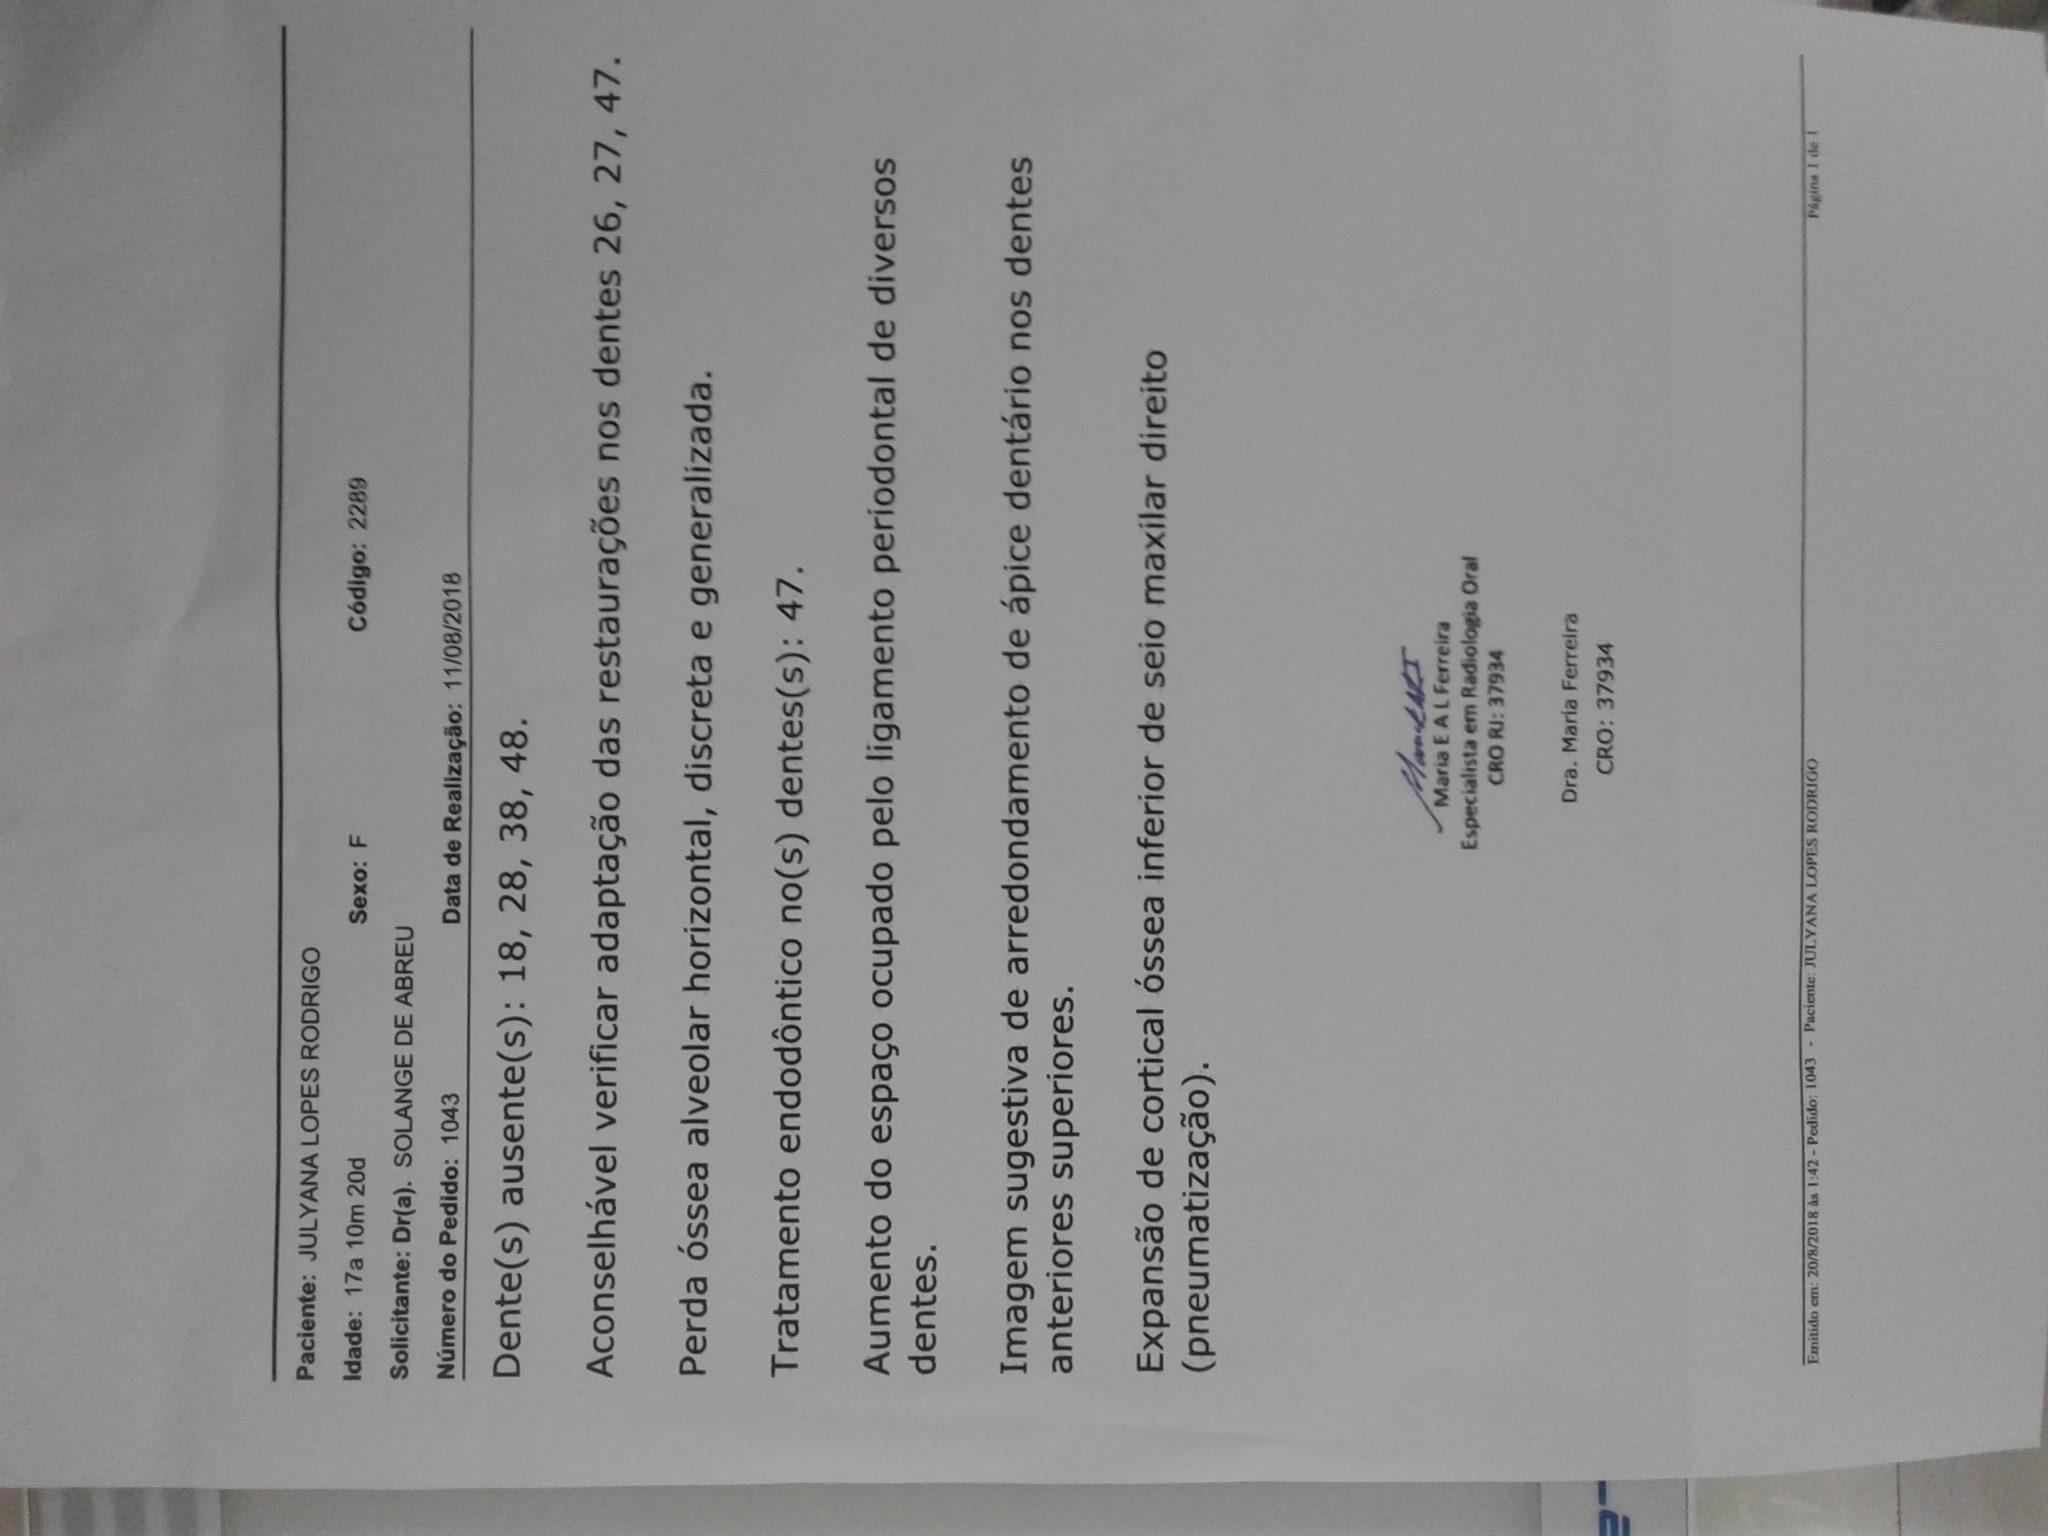 Paciente: JULYANA LOPES RODRIGO
Idade: 17a 10m 20d Sexo: F Código: 2289
Solicitante: Dr(a). SOLANGE DE ABREU
Número do Pedido: 1043 Data de Realização: 11/08/2018
Dente(s) ausente(s): 18, 28, 38, 48.
Aconselhável verificar adaptação das restaurações nos dentes 26, 27, 47.
Perda óssea alveolar horizontal, discreta e generalizada.
Tratamento endodôntico no(s) dentes(s): 47.
Aumento do espaço ocupado pelo ligamento periodontal de diversos
dentes.
Imagem sugestiva de arredondamento de ápice dentário nos dentes
anteriores superiores.
Expansão de cortical óssea inferior de seio maxilar direito
(pneumatização).
Maria E A L Ferreira
Especialista em Radiologia Oral
CRO RJ: 37934
Dra. Maria Ferreira
CRO: 37934
Emitido em: 20/8/2018 às 1:42 - Pedido: 1043 - Paciente: JULYANA LOPES RODRIGO Página 1 de 1